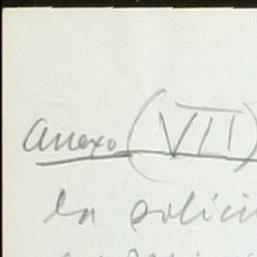 anexo (VII)
la solici